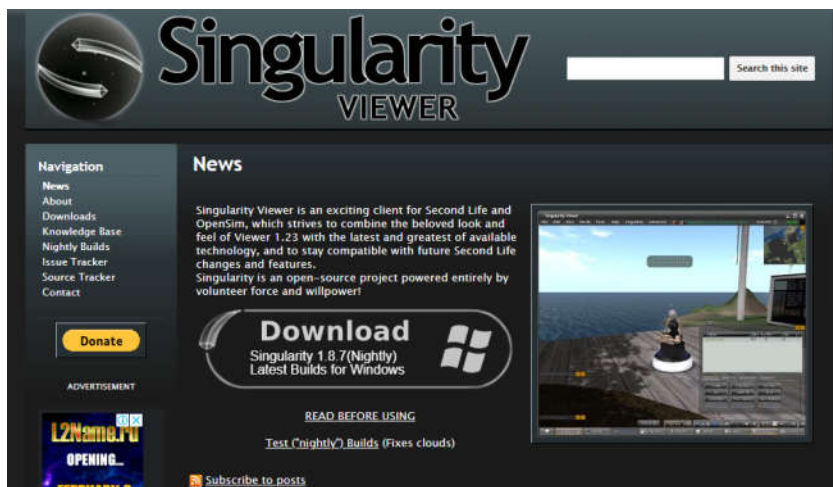 Singularity
VIEWER
Search this site
Navigation
News
About
Downloads
Knowledge Base
Nightly Builds
Issue Tracker
Source Tracker
Contact
Donate
ADVERTISEMENT
L2Name.ru
OPENING...
News
Singularity Viewer is an exciting client for Second Life and
OpenSim, which strives to combine the beloved look and
feel of Viewer 1.23 with the latest and greatest of available
technology, and to stay compatible with future Second Life
changes and features.
Singularity is an open-source project powered entirely by
volunteer force and willpower!
Download
Singularity 1.8.7(Nightly)
Latest Builds for Windows
READ BEFORE USING
Test ("nightly") Builds (Fixes clouds)
Subscribe to posts